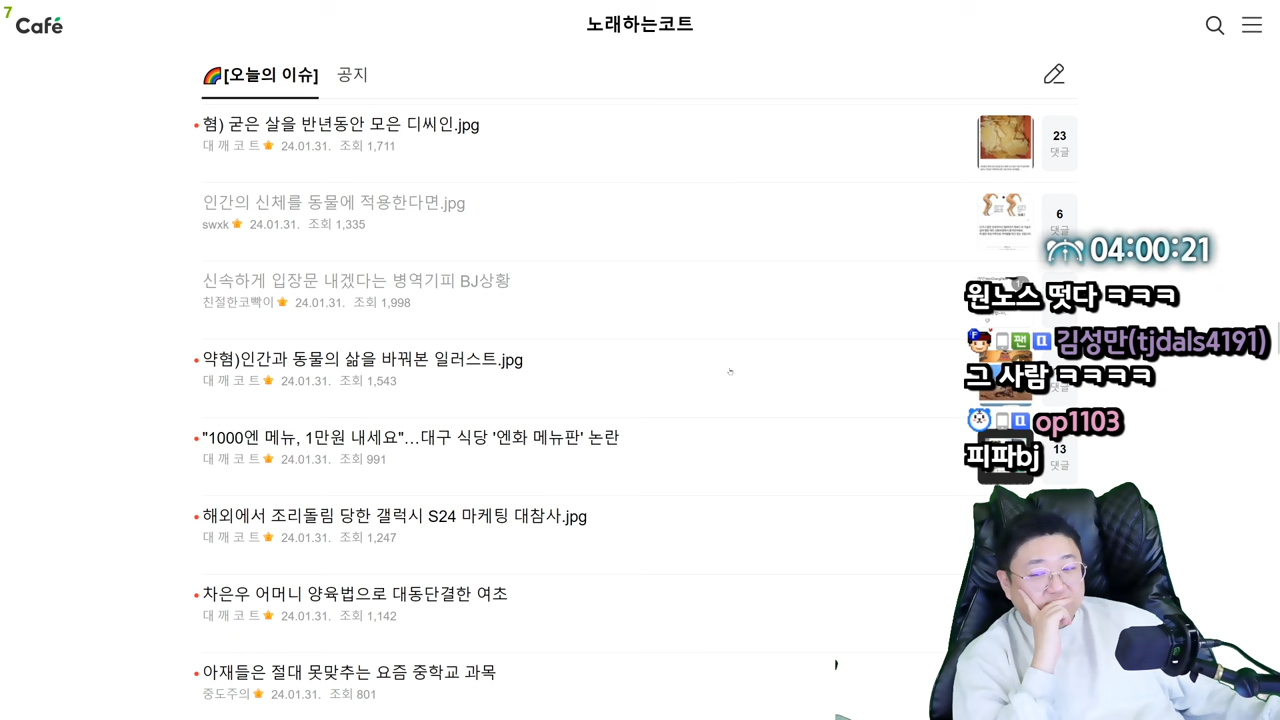 7
Café
노래하는코트
[오늘의 이슈]
공지
혐) 굳은 살을 반년동안 모은 디씨인.jpg
대 깨 코 트 24.01.31. 조회 1,711
23
댓글
인간의 신체를 동물에 적용한다면.jpg
swxk 24.01.31. 조회 1,335
6
댓글
04:00:21
신속하게 입장문 내겠다는 병역기피 BJ상황
친절한코빡이 24.01.31. 조회 1,998
원노스 떳다 ㅋㅋㅋ
김성만(tjdals4191)
약혐)인간과 동물의 삶을 바꿔본 일러스트.jpg
대 깨 코 트 24.01.31. 조회 1,543
그 사람 ㅋㅋㅋㅋ
댓글
op1103
"1000엔 메뉴, 1만원 내세요"…대구 식당 '엔화 메뉴판' 논란
대 깨 코 트 24.01.31. 조회 991
피파bj
13
댓글
해외에서 조리돌림 당한 갤럭시 S24 마케팅 대참사.jpg
대 깨 코 트 24.01.31. 조회 1,247
차은우 어머니 양육법으로 대동단결한 여초
대 깨 코 트 24.01.31. 조회 1,142
아재들은 절대 못맞추는 요즘 중학교 과목
중도주의 24.01.31. 조회 801